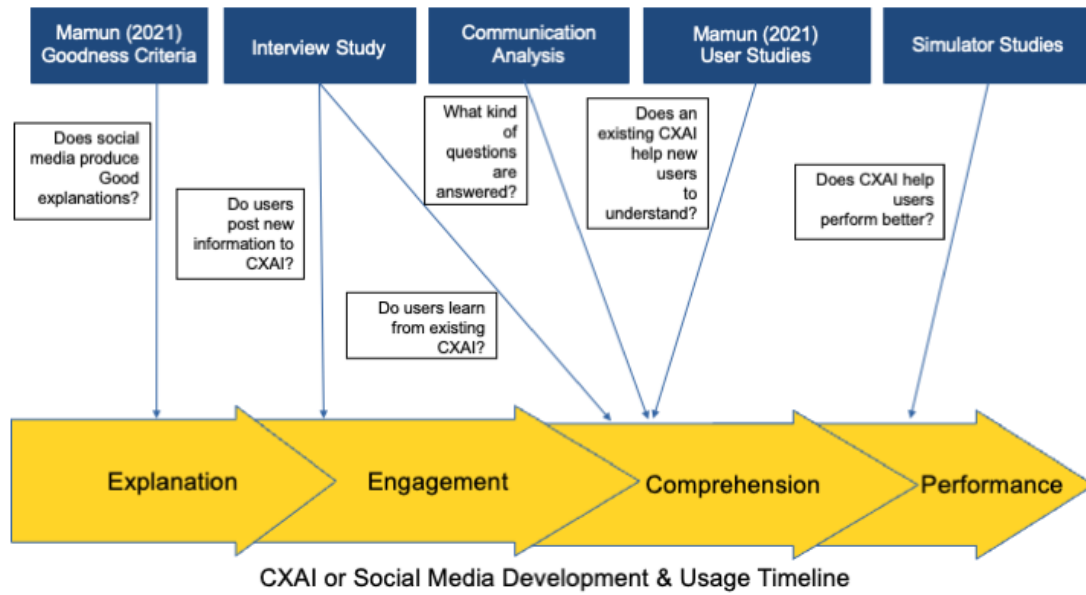 Mamun (2021)
Goodness Criteria
Interview Study
Communication
Analysis
Mamun (2021)
User Studies
Simulator Studies
Does social
media produce
Good
explanations?
Do users
post new
information to
CXAI?
Do users learn
from existing
CXAI?
What kind
of
questions
are
answered?
Does an
existing CXAI
help new
users
to
understand?
Does CXAI help
users
perform better?
Explanation
Engagement
Comprehension
Performance
CXAI or Social Media Development & Usage Timeline